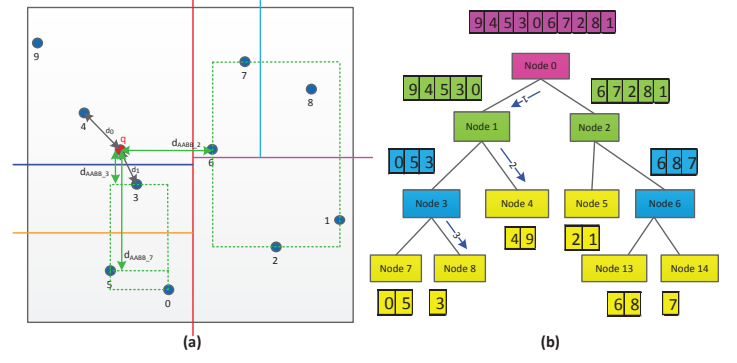 9
7
8
4
d0
q
dAABB_2
6
dAABB_3
d1
3
1
2
dAABB_7
5
0
(a)
9 4 5 3 0 6 7 2 8 1
Node 0
9 4 5 3 0
6 7 2 8 1
1
Node 1
Node 2
0 5 3
2
6 8 7
Node 3
Node 4
Node 5
Node 6
3
4 9
2 1
Node 7
Node 8
Node 13
Node 14
0 5
3
6 8
7
(b)